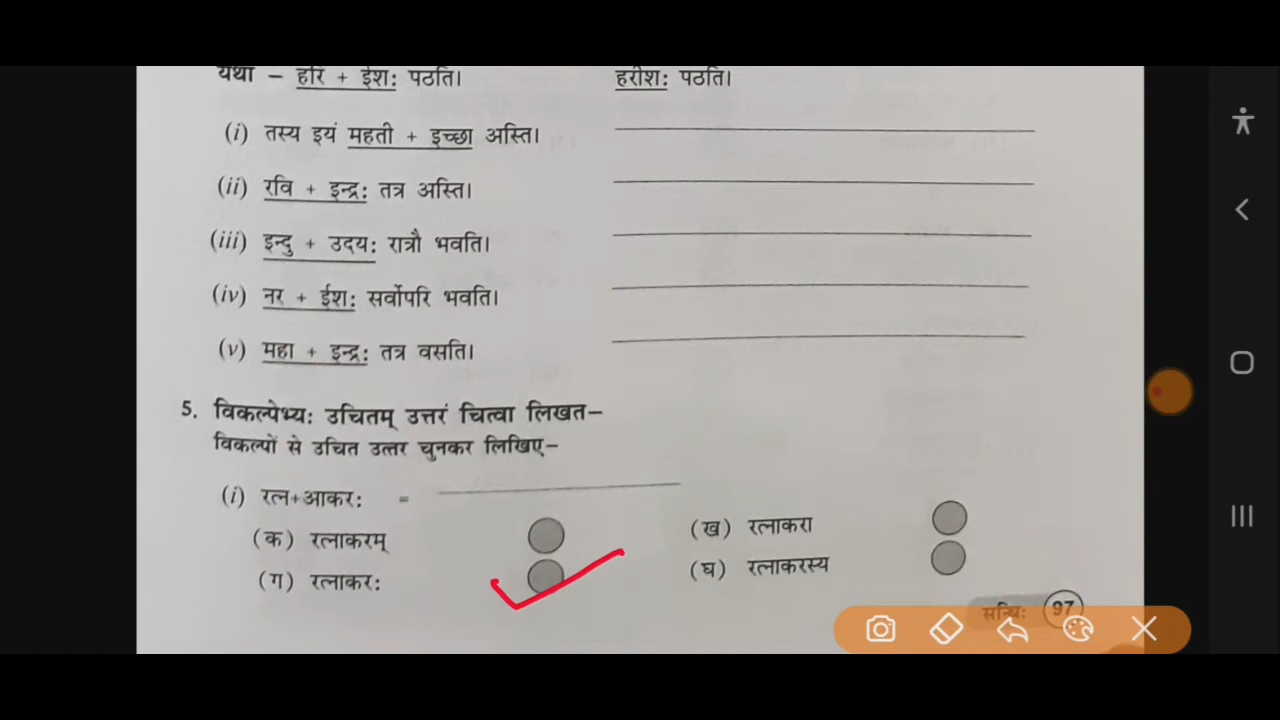 यथा – हरि + ईशः पठति। हरीशः पठति।
(i) तस्य इयं महती + इच्छा अस्ति।
(ii) रवि + इन्द्रः तत्र अस्ति।
(iii) इन्दु + उदयः रात्रौ भवति।
(iv) नर + ईशः सर्वोपरि भवति।
(v) महा + इन्द्रः तत्र वसति।
5. विकल्पेभ्यः उचितम् उत्तरं चित्वा लिखत–
विकल्पों से उचित उत्तर चुनकर लिखिए–
(i) रत्न+आकरः =
(क) रत्नाकरम् (ख) रत्नाकरा
(ग) रत्नाकरः (घ) रत्नाकरस्य
सन्धिः 97